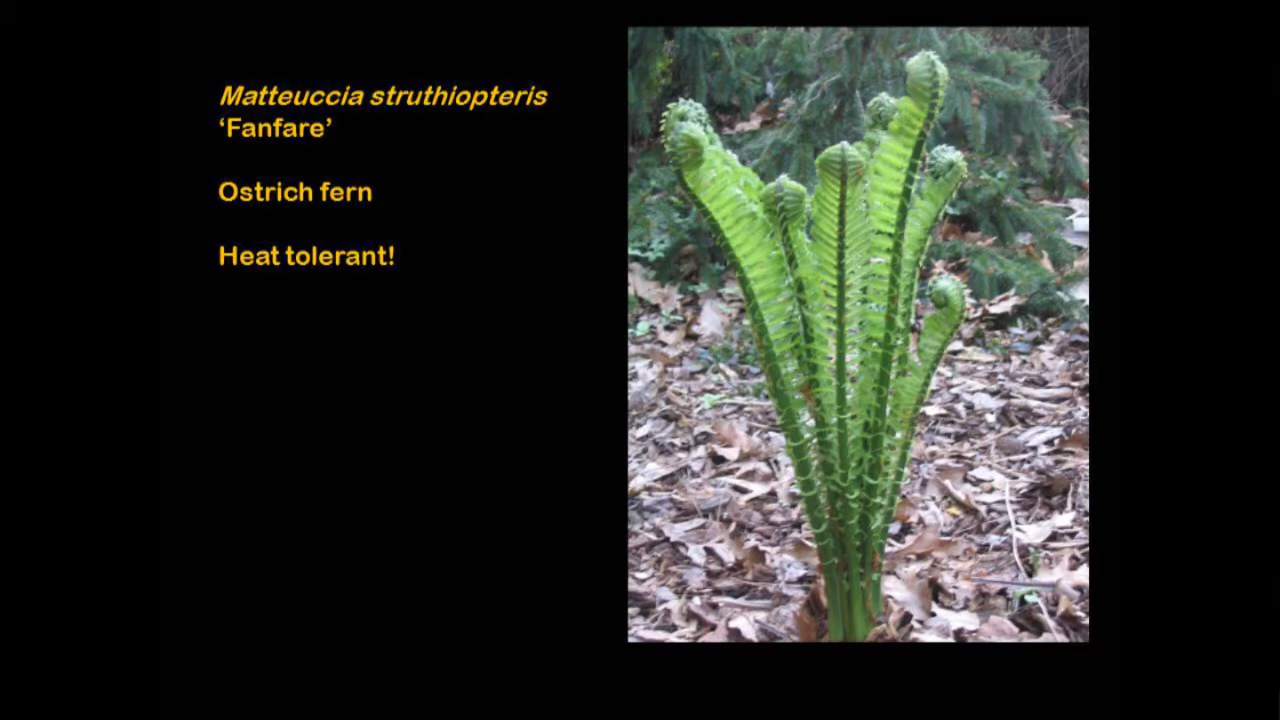 Matteuccia struthiopteris
‘Fanfare’
Ostrich fern
Heat tolerant!